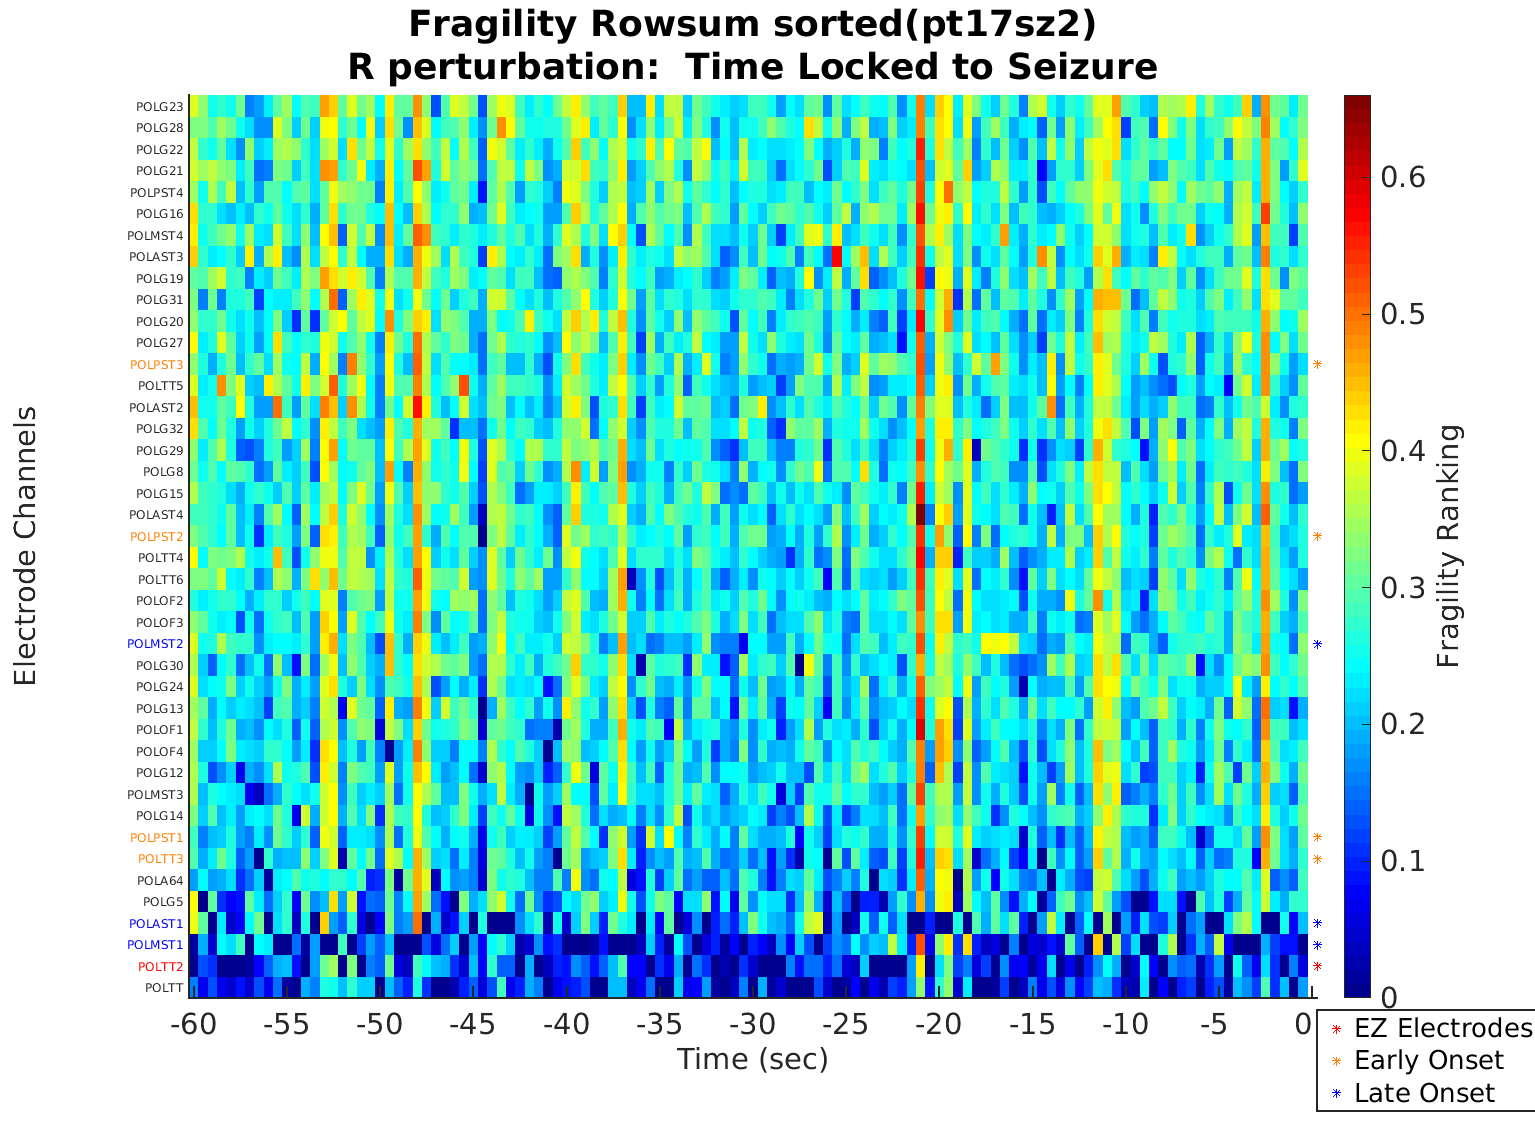 Fragility Rowsum sorted(pt17sz2)
R perturbation:  Time Locked to Seizure
Electrode Channels
POLG23
POLG28
POLG22
POLG21
POLPST4
POLG16
POLMST4
POLAST3
POLG19
POLG31
POLG20
POLG27
POLPST3
POLTT5
POLAST2
POLG32
POLG29
POLG8
POLG15
POLAST4
POLPST2
POLTT4
POLTT6
POLOF2
POLOF3
POLMST2
POLG30
POLG24
POLG13
POLOF1
POLOF4
POLG12
POLMST3
POLG14
POLPST1
POLTT3
POLA64
POLG5
POLAST1
POLMST1
POLTT2
POLTT
-60 -55 -50 -45 -40 -35 -30 -25 -20 -15 -10 -5 0
Time (sec)
0.6
0.5
0.4
0.3
0.2
0.1
0
Fragility Ranking
EZ Electrodes
Early Onset
Late Onset